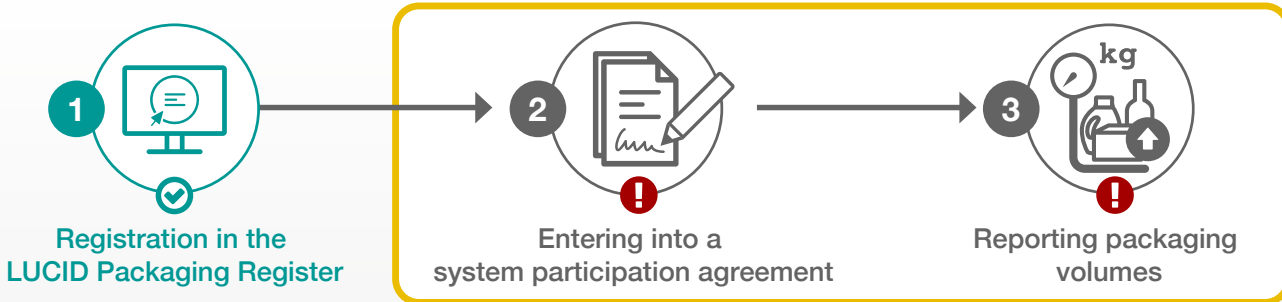 1
Registration in the
LUCID Packaging Register
2
!
Entering into a
system participation agreement
kg
3
!
Reporting packaging
volumes